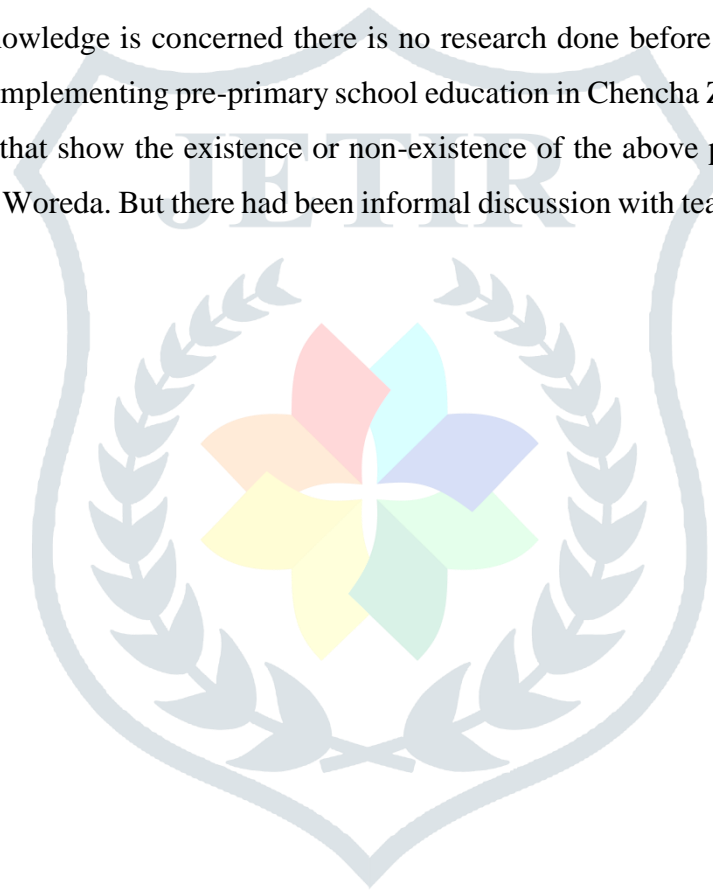 nowledge is concerned there is no research done before
mplementing pre-primary school education in Chencha Z
that show the existence or non-existence of the above p
JETIR
Woreda. But there had been informal discussion with tea